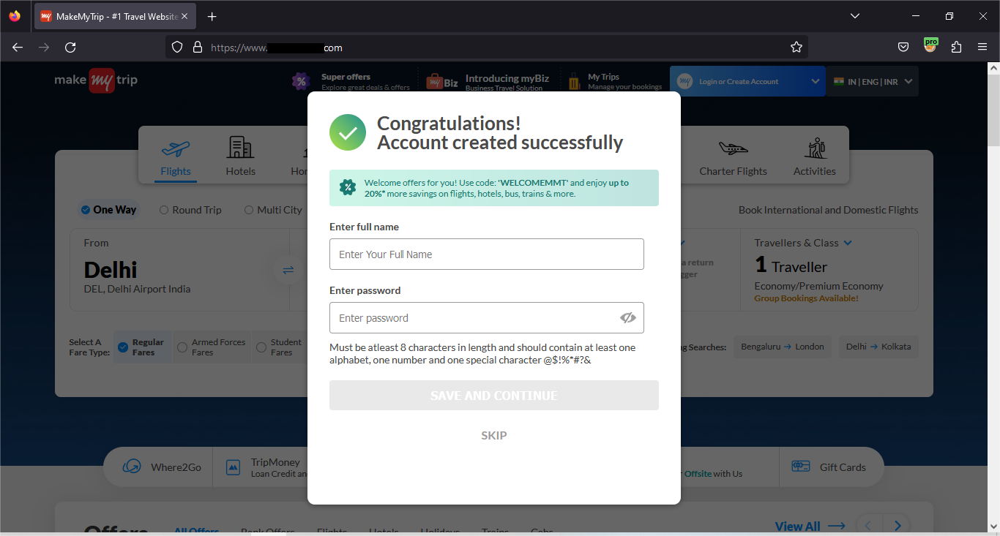 MakeMyTrip - #1 Travel Website
https://www. com
pro
make my trip
Super offers
Explore great deals & offers
myBiz
Introducing myBiz
Business Travel Solution
My Trips
Manage your bookings
my
Login or Create Account
IN | ENG | INR
Congratulations!
Account created successfully
Flights
Hotels
Charter Flights
Activities
Welcome offers for you! Use code: 'WELCOMEMMT' and enjoy up to
20%* more savings on flights, hotels, bus, trains & more.
One Way
Round Trip
Multi City
Book International and Domestic Flights
Enter full name
Enter Your Full Name
From
Delhi
DEL, Delhi Airport India
a return
Travellers & Class
1 Traveller
Economy/Premium Economy
Group Bookings Available!
Enter password
Enter password
Must be atleast 8 characters in length and should contain at least one
alphabet, one number and one special character @$!%*#?&
Select A
Fare Type:
Regular
Fares
Armed Forces
Fares
Student
Fares
Searches:
Bengaluru → London
Delhi → Kolkata
SAVE AND CONTINUE
SKIP
Where2Go
TripMoney
Loan Credit
Offsite with Us
Gift Cards
Offers
All Offers
Bank Offers
Flights
Hotels
Holidays
Trains
Cabs
View All